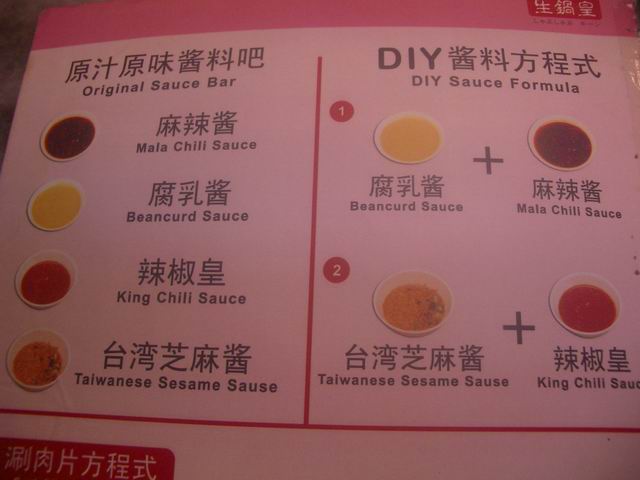 生鍋皇
原汁原味酱料吧
Original Sauce Bar
麻辣酱
Mala Chili Sauce
腐乳酱
Beancurd Sauce
辣椒皇
King Chili Sauce
台湾芝麻酱
Taiwanese Sesame Sause
DIY 酱料方程式
DIY Sauce Formula
1
腐乳酱
Beancurd Sauce
+
麻辣酱
Mala Chili Sauce
2
台湾芝麻酱
Taiwanese Sesame Sause
+
辣椒皇
King Chili Sauc
涮肉片方程式